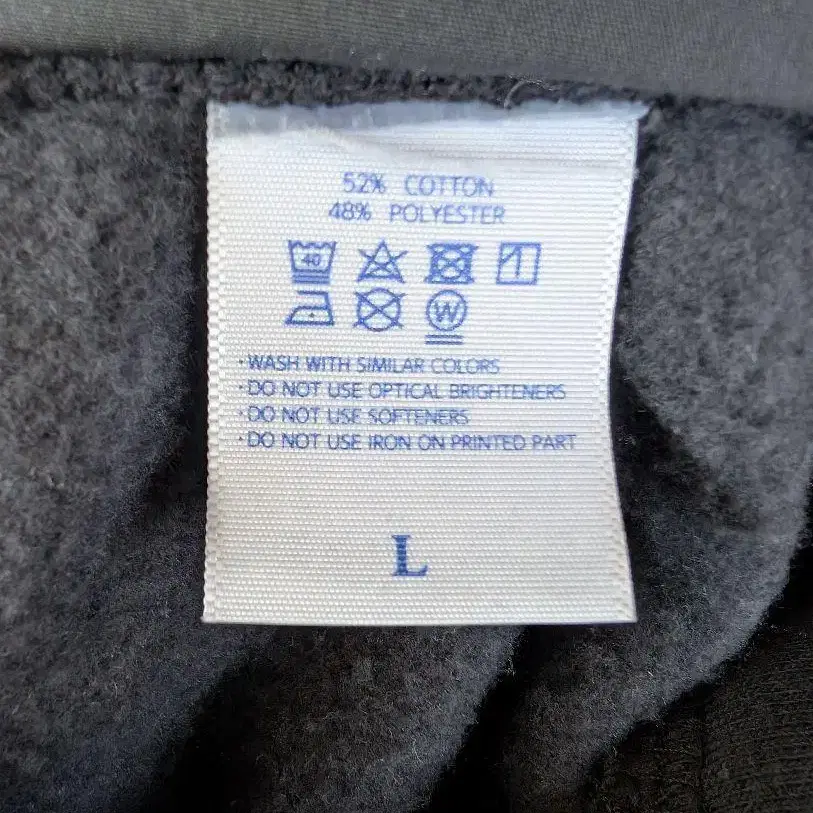 52% COTTON
48% POLYESTER
40
W
·WASH WITH SIMILAR COLORS
·DO NOT USE OPTICAL BRIGHTENERS
·DO NOT USE SOFTENERS
·DO NOT USE IRON ON PRINTED PART
L